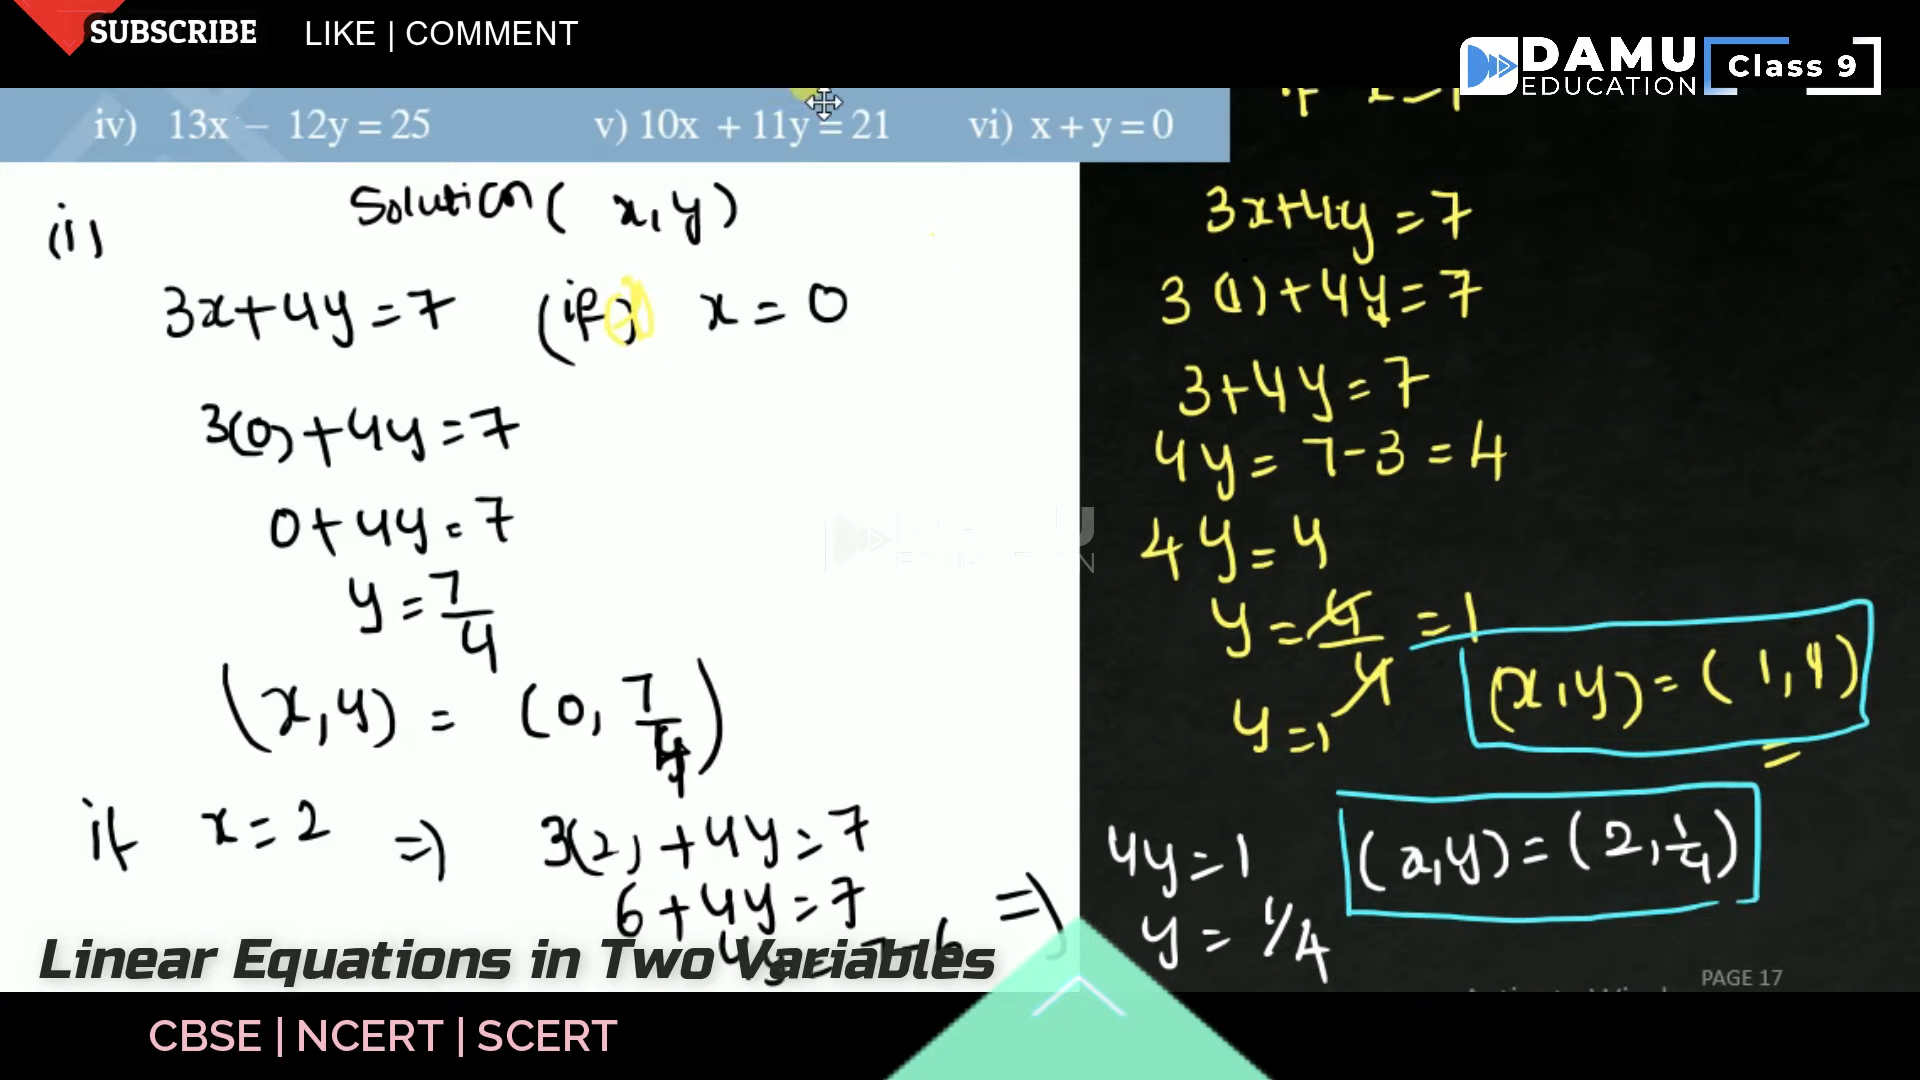 SUBSCRIBE LIKE | COMMENT
DAMU
EDUCATION
Class 9
iv) 13x − 12y = 25 v) 10x + 11y = 21 vi) x + y = 0
(i) Solution (x, y)
3x+4y=7 (if x = 0
3(0)+4y=7
0+4y=7
y = 7/4
(x, y) = (0, 7/4)
if x=2 ⇒ 3(2)+4y=7
6+4y=7
4y = 7-6 ⇒
3x+4y=7
3(1)+4y=7
3+4y=7
4y = 7-3 = 4
4y = 4
y = 4/4 = 1
y = 1
(x, y) = (1, 4)
4y=1
y = 1/4
(x, y) = (2, 1/4)
Linear Equations in Two Variables
PAGE 17
CBSE | NCERT | SCERT